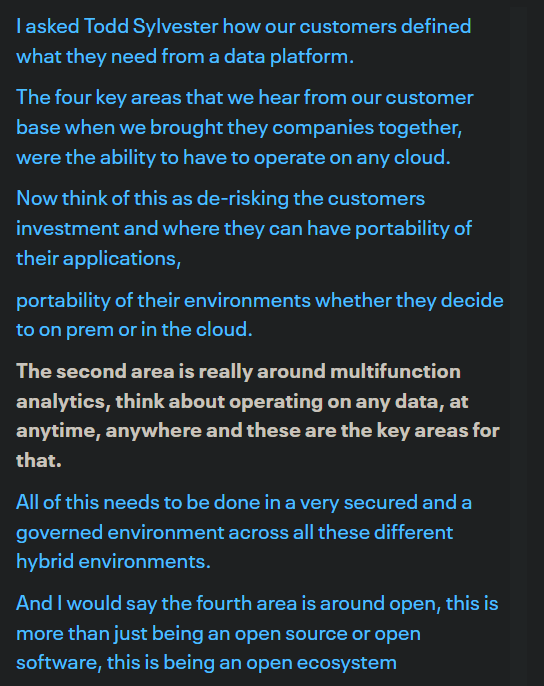 I asked Todd Sylvester how our customers defined
what they need from a data platform.
The four key areas that we hear from our customer
base when we brought they companies together,
were the ability to have to operate on any cloud.
Now think of this as de-risking the customers
investment and where they can have portability of
their applications,
portability of their environments whether they decide
to on prem or in the cloud.
The second area is really around multifunction
analytics, think about operating on any data, at
anytime, anywhere and these are the key areas for
that.
All of this needs to be done in a very secured and a
governed environment across all these different
hybrid environments.
And I would say the fourth area is around open, this is
more than just being an open source or open
software, this is being an open ecosystem